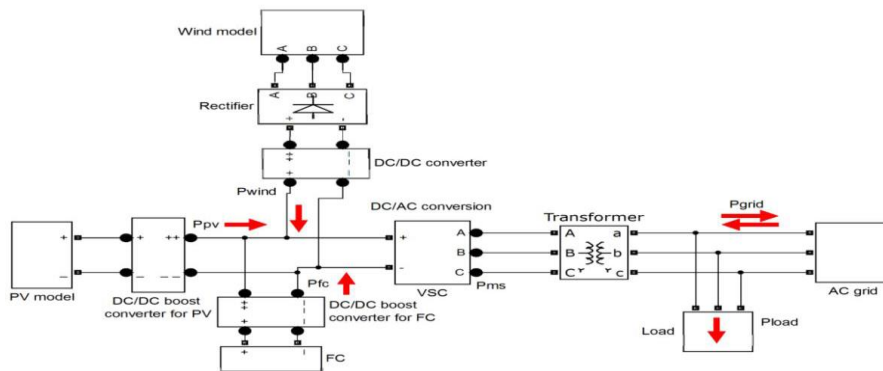 Wind model
A B C
Rectifier
A B C
+ -
++ --
DC/DC converter
+ -
Pwind
DC/AC conversion
Ppv
Pgrid
Transformer
+ + ++
+ A A a
B B b
- C C c
- - --
PV model
DC/DC boost
converter for PV
Pfc
VSC
Pms
AC grid
++ --
DC/DC boost
converter for FC
+ -
Load
Pload
+ -
FC